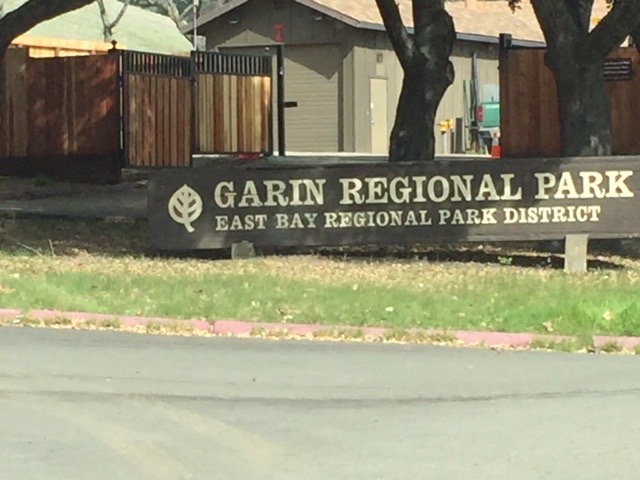 GARIN REGIONAL PARK
EAST BAY REGIONAL PARK DISTRICT